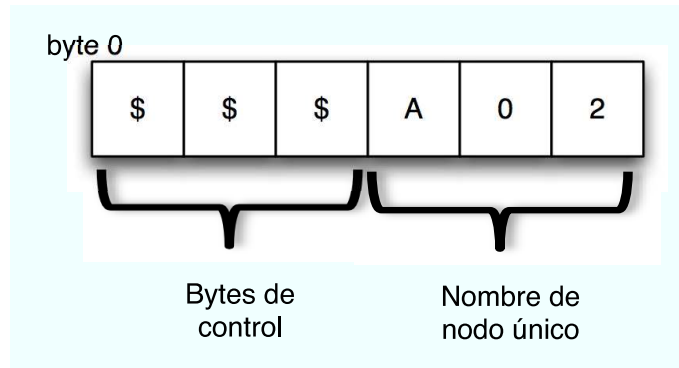 byte 0
$ $ $ A 0 2
Bytes de Nombre de
control nodo único